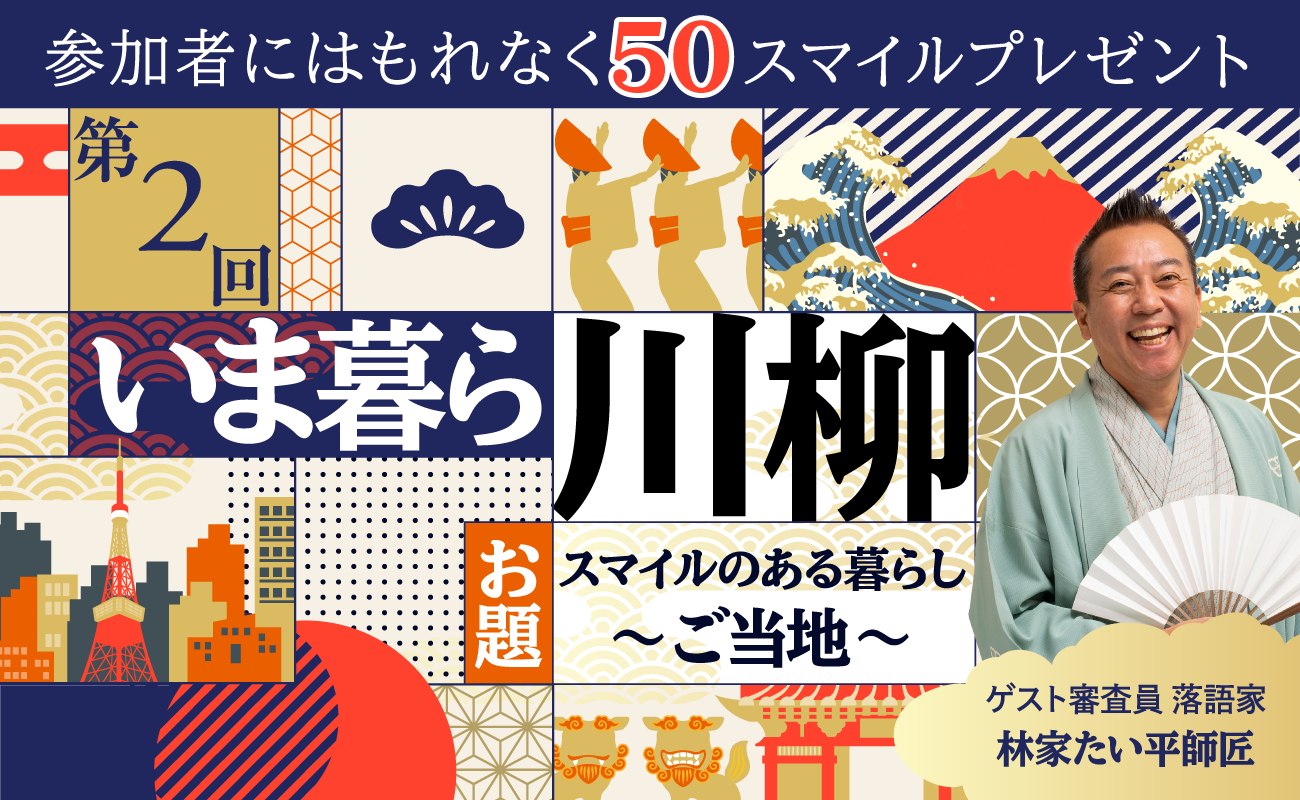 参加者にはもれなく50スマイルプレゼント
第2回
いま暮ら川柳
お題
スマイルのある暮らし
～ご当地～
ゲスト審査員 落語家
林家たい平師匠